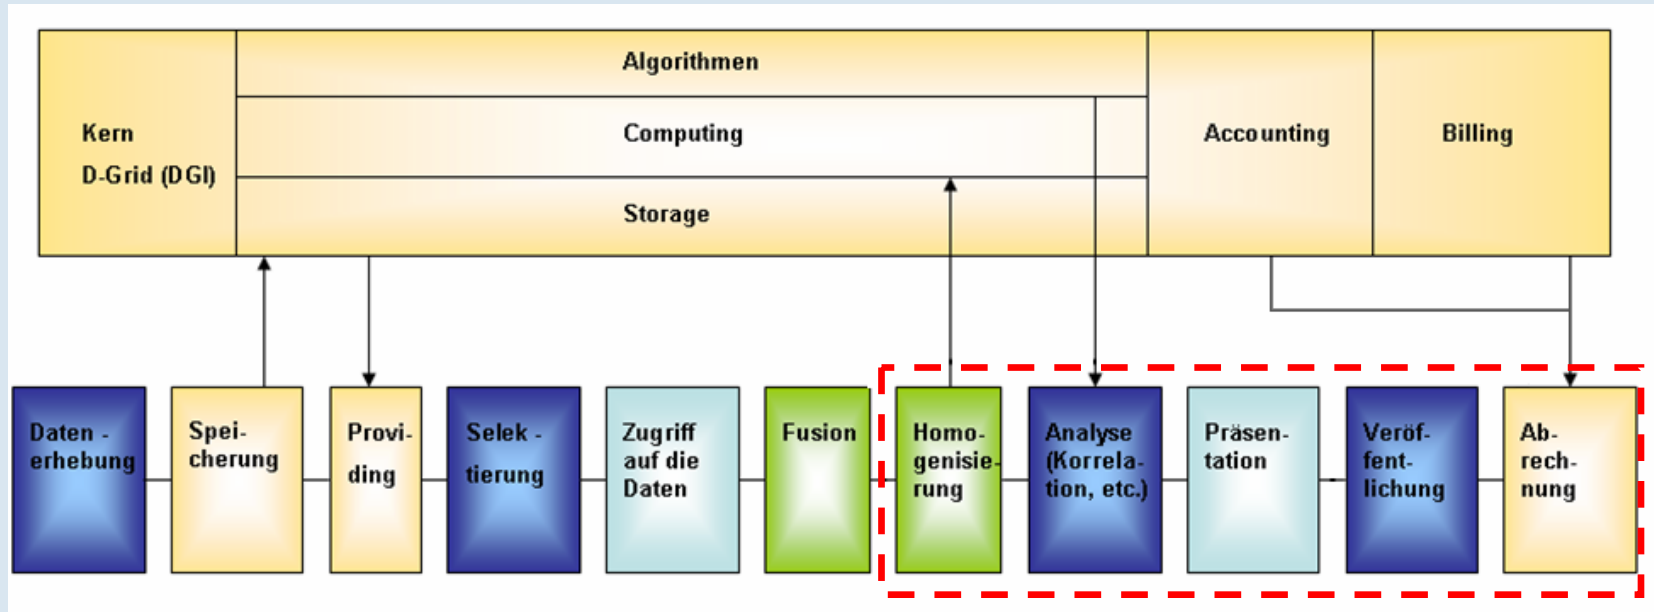 Algorithmen
Kern
D-Grid (DGI)
Computing
Accounting
Billing
Storage
Daten -
erhebung
Spei-
cherung
Provi-
ding
Selek -
tierung
Zugriff
auf die
Daten
Fusion
Homo-
genisie-
rung
Analyse
(Korrela-
tion, etc.)
Präsen-
tation
Veröf-
fent-
lichung
Ab-
rech-
nung